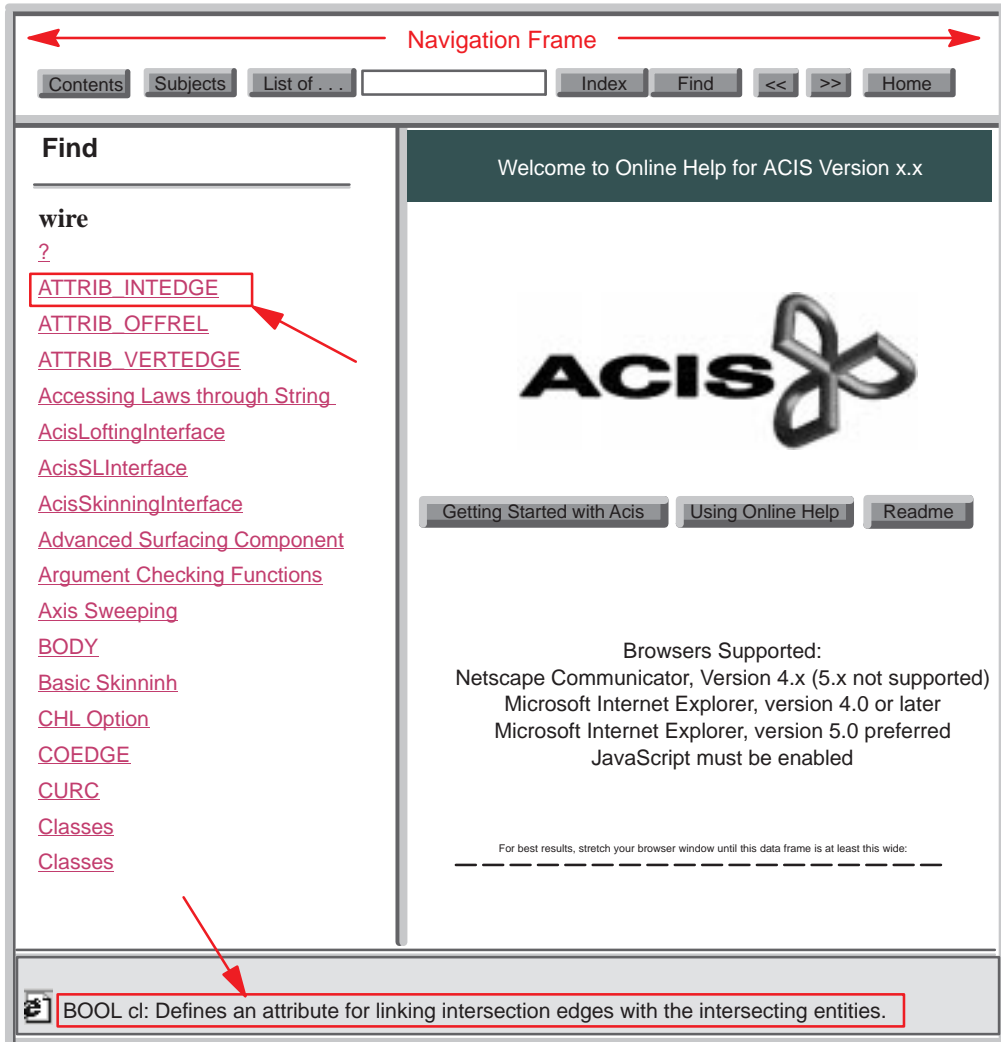 Navigation Frame
Contents Subjects List of . . . Index Find << >> Home
Find
wire
?
ATTRIB_INTEDGE
ATTRIB_OFFREL
ATTRIB_VERTEDGE
Accessing Laws through String
AcisLoftingInterface
AcisSLInterface
AcisSkinningInterface
Advanced Surfacing Component
Argument Checking Functions
Axis Sweeping
BODY
Basic Skinninh
CHL Option
COEDGE
CURC
Classes
Classes
Welcome to Online Help for ACIS Version x.x
ACIS
Getting Started with Acis Using Online Help Readme
Browsers Supported:
Netscape Communicator, Version 4.x (5.x not supported)
Microsoft Internet Explorer, version 4.0 or later
Microsoft Internet Explorer, version 5.0 preferred
JavaScript must be enabled
For best results, stretch your browser window until this data frame is at least this wide:
BOOL cl: Defines an attribute for linking intersection edges with the intersecting entities.